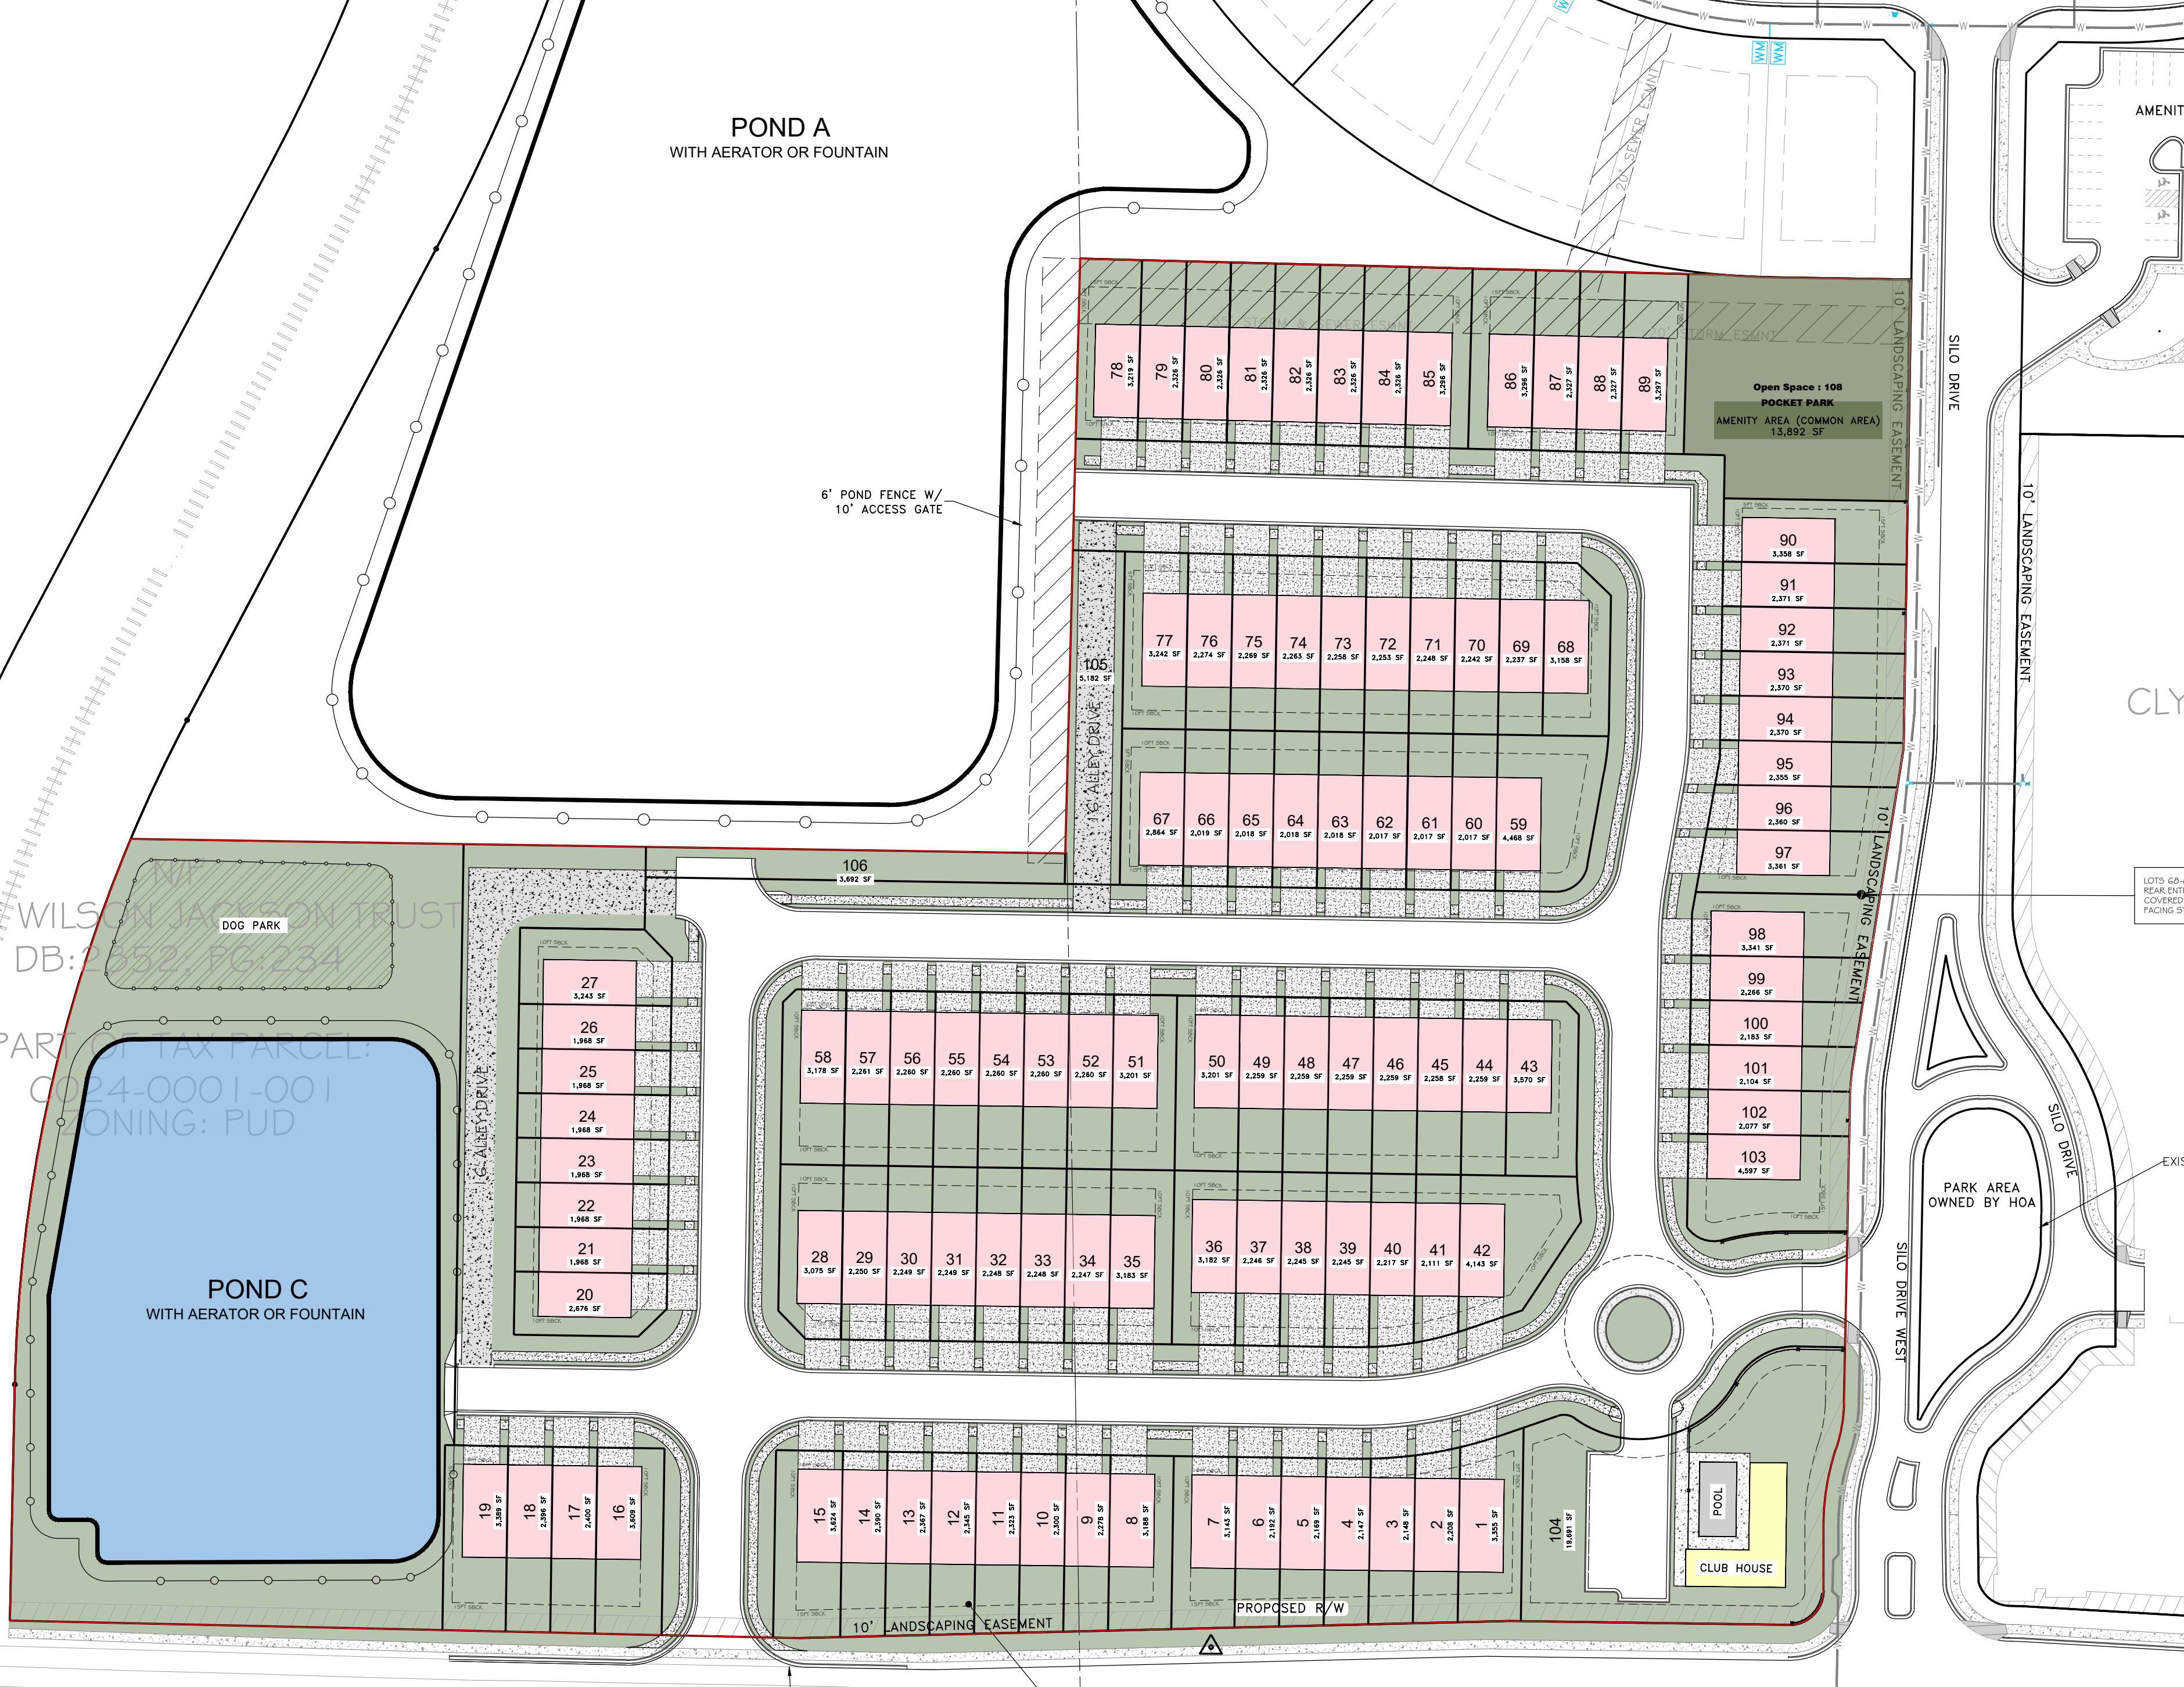 POND A
WITH AERATOR OR FOUNTAIN
WM
WM
WM
20' SEWER ESMNT
AMENIT
SILO DRIVE
10' LANDSCAPING EASEMENT
10' LANDSCAPING EASEMENT
35' STORM & SEWER ESMNT
20' STORM ESMNT
78
3,219 SF
79
2,326 SF
80
2,326 SF
81
2,326 SF
82
2,326 SF
83
2,326 SF
84
2,326 SF
85
3,296 SF
86
3,296 SF
87
2,327 SF
88
2,327 SF
89
3,297 SF
Open Space : 108
POCKET PARK
AMENITY AREA (COMMON AREA)
13,892 SF
6' POND FENCE W/
10' ACCESS GATE
90
3,358 SF
91
2,371 SF
92
2,371 SF
93
2,370 SF
94
2,370 SF
95
2,355 SF
96
2,360 SF
97
3,361 SF
77
3,242 SF
76
2,274 SF
75
2,269 SF
74
2,263 SF
73
2,258 SF
72
2,253 SF
71
2,248 SF
70
2,242 SF
69
2,237 SF
68
3,158 SF
105
5,182 SF
16' ALLEY DRIVE
CLY
67
2,864 SF
66
2,019 SF
65
2,018 SF
64
2,018 SF
63
2,018 SF
62
2,017 SF
61
2,017 SF
60
2,017 SF
59
4,468 SF
106
3,692 SF
10' LANDSCAPING EASEMENT
LOTS 68-
REAR ENT
COVERED
FACING S
N/F
WILSON JACKSON TRUST
DB:2352 PG:234
DOG PARK
PART OF TAX PARCEL:
C024-0001-001
ZONING: PUD
98
3,341 SF
99
2,266 SF
100
2,183 SF
101
2,104 SF
102
2,077 SF
103
4,597 SF
27
3,243 SF
26
1,968 SF
25
1,968 SF
24
1,968 SF
23
1,968 SF
22
1,968 SF
21
1,968 SF
20
2,676 SF
16' ALLEY DRIVE
58
3,178 SF
57
2,261 SF
56
2,260 SF
55
2,260 SF
54
2,260 SF
53
2,260 SF
52
2,260 SF
51
3,201 SF
50
3,201 SF
49
2,259 SF
48
2,259 SF
47
2,259 SF
46
2,259 SF
45
2,258 SF
44
2,259 SF
43
3,570 SF
SILO DRIVE
EXIS
PARK AREA
OWNED BY HOA
SILO DRIVE WEST
28
3,075 SF
29
2,250 SF
30
2,249 SF
31
2,249 SF
32
2,248 SF
33
2,248 SF
34
2,247 SF
35
3,183 SF
36
3,182 SF
37
2,246 SF
38
2,245 SF
39
2,245 SF
40
2,217 SF
41
2,111 SF
42
4,143 SF
POND C
WITH AERATOR OR FOUNTAIN
19
3,389 SF
18
2,396 SF
17
2,400 SF
16
3,609 SF
15
3,624 SF
14
2,390 SF
13
2,367 SF
12
2,345 SF
11
2,323 SF
10
2,300 SF
9
2,278 SF
8
3,188 SF
7
3,143 SF
6
2,192 SF
5
2,169 SF
4
2,147 SF
3
2,148 SF
2
2,208 SF
1
3,355 SF
104
19,691 SF
POOL
CLUB HOUSE
PROPOSED R/W
10' LANDSCAPING EASEMENT